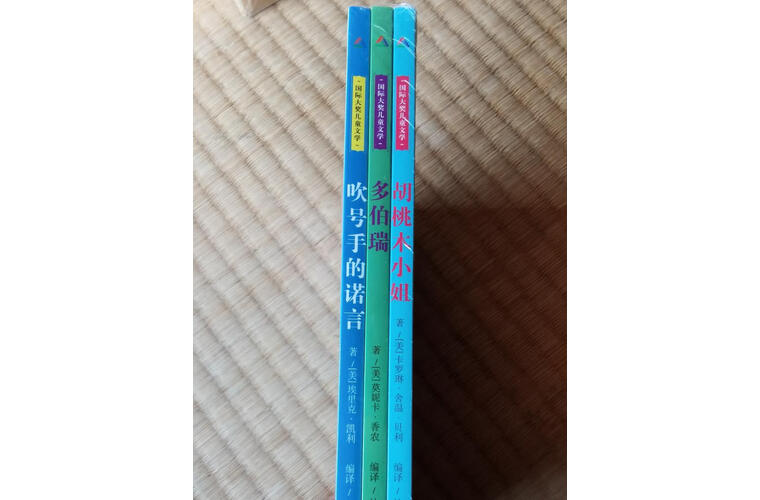 国际大奖儿童文学
吹号手的诺言
著/[美]埃里克·凯利
编译/
国际大奖儿童文学
多伯瑞
著/[美]莫妮卡·香农
编译/
国际大奖儿童文学
胡桃木小姐
著/[美]卡罗琳·舍温·贝利
编译/